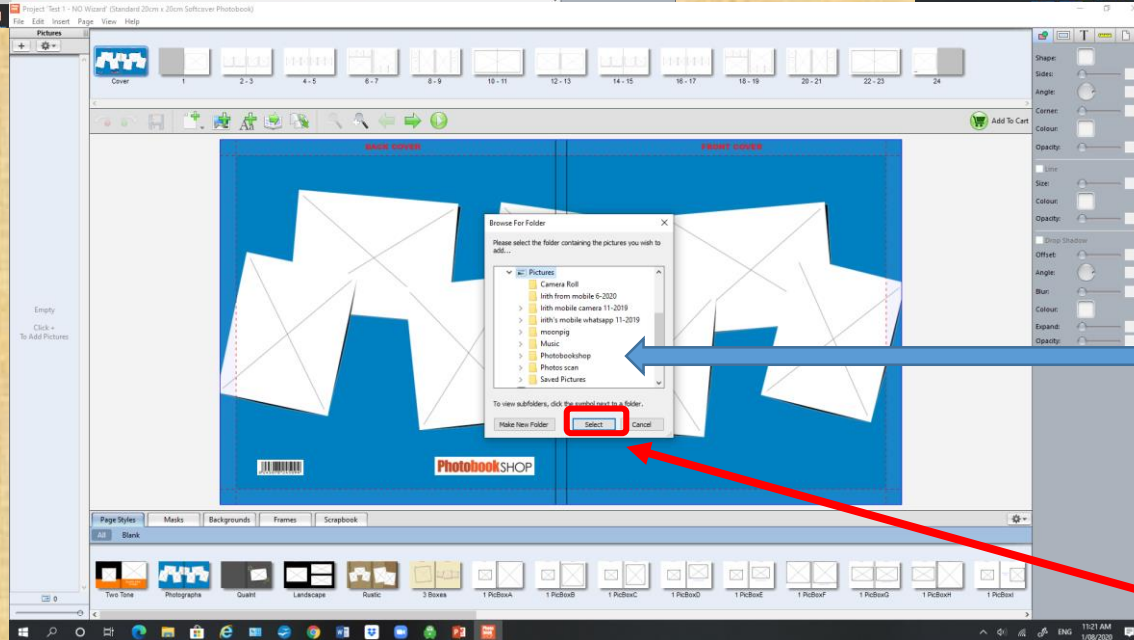 Project 'Test 1 - NO Wizard' (Standard 20cm x 20cm Softcover Photobook)
File Edit Insert Page View Help
Pictures
Cover 1 2 - 3 4 - 5 6 - 7 8 - 9 10 - 11 12 - 13 14 - 15 16 - 17 18 - 19 20 - 21 22 - 23 24
Add To Cart
BACK COVER FRONT COVER
Browse For Folder
Please select the folder containing the pictures you wish to
add...
Pictures
Camera Roll
Irith from mobile 6-2020
Irith mobile camera 11-2019
irith's mobile whatsapp 11-2019
moonpig
Music
Photobookshop
Photos scan
Saved Pictures
To view subfolders, click the symbol next to a folder.
Make New Folder Select Cancel
Empty
Click +
To Add Pictures
PhotobookSHOP
Shape:
Sides:
Angle:
Corner:
Colour:
Opacity:
Line
Size:
Colour:
Opacity:
Drop Shadow
Offset:
Angle:
Blur:
Colour:
Expand:
Opacity:
Page Styles Masks Backgrounds Frames Scrapbook
All Blank
Two Tone Photographs Quaint Landscape Rustic 3 Boxes 1 PicBoxA 1 PicBoxB 1 PicBoxC 1 PicBoxD 1 PicBoxE 1 PicBoxF 1 PicBoxG 1 PicBoxH 1 PicBoxI
0
ENG
11:21 AM
1/08/2020